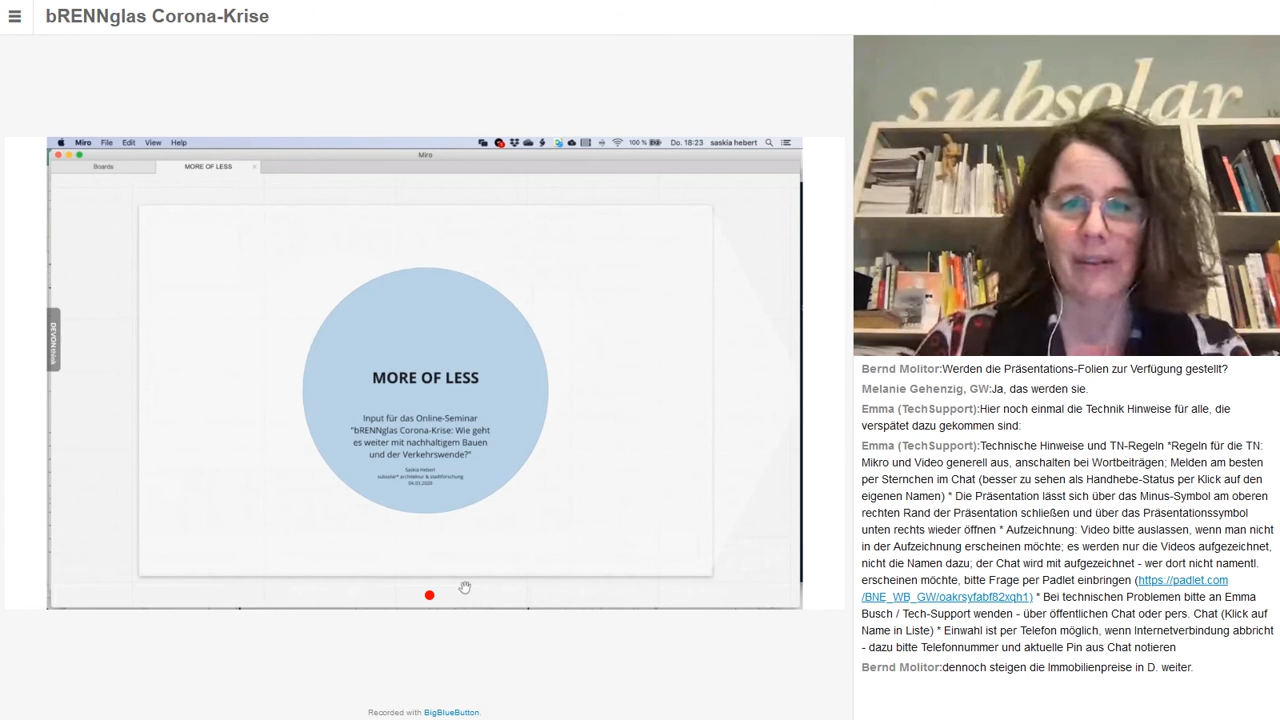 bRENNglas Corona-Krise
Miro File Edit View Help
100 % Do. 18:23 saskia hebert
Miro
Boards
MORE OF LESS
DEVONthink
MORE OF LESS
Input für das Online-Seminar
"bRENNglas Corona-Krise: Wie geht
es weiter mit nachhaltigem Bauen
und der Verkehrswende?"
Saskia Hebert
subsolar* architektur & stadtforschung
04.03.2020
Recorded with BigBlueButton.
subsolar
Bernd Molitor:Werden die Präsentations-Folien zur Verfügung gestellt?
Melanie Gehenzig, GW:Ja, das werden sie.
Emma (TechSupport):Hier noch einmal die Technik Hinweise für alle, die
verspätet dazu gekommen sind:
Emma (TechSupport):Technische Hinweise und TN-Regeln *Regeln für die TN:
Mikro und Video generell aus, anschalten bei Wortbeiträgen; Melden am besten
per Sternchen im Chat (besser zu sehen als Handhebe-Status per Klick auf den
eigenen Namen) * Die Präsentation lässt sich über das Minus-Symbol am oberen
rechten Rand der Präsentation schließen und über das Präsentationssymbol
unten rechts wieder öffnen * Aufzeichnung: Video bitte auslassen, wenn man nicht
in der Aufzeichnung erscheinen möchte; es werden nur die Videos aufgezeichnet,
nicht die Namen dazu; der Chat wird mit aufgezeichnet - wer dort nicht namentl.
erscheinen möchte, bitte Frage per Padlet einbringen (https://padlet.com
/BNE_WB_GW/oakrsyfabf82xqh1) * Bei technischen Problemen bitte an Emma
Busch / Tech-Support wenden - über öffentlichen Chat oder pers. Chat (Klick auf
Name in Liste) * Einwahl ist per Telefon möglich, wenn Internetverbindung abbricht
- dazu bitte Telefonnummer und aktuelle Pin aus Chat notieren
Bernd Molitor:dennoch steigen die Immobilienpreise in D. weiter.